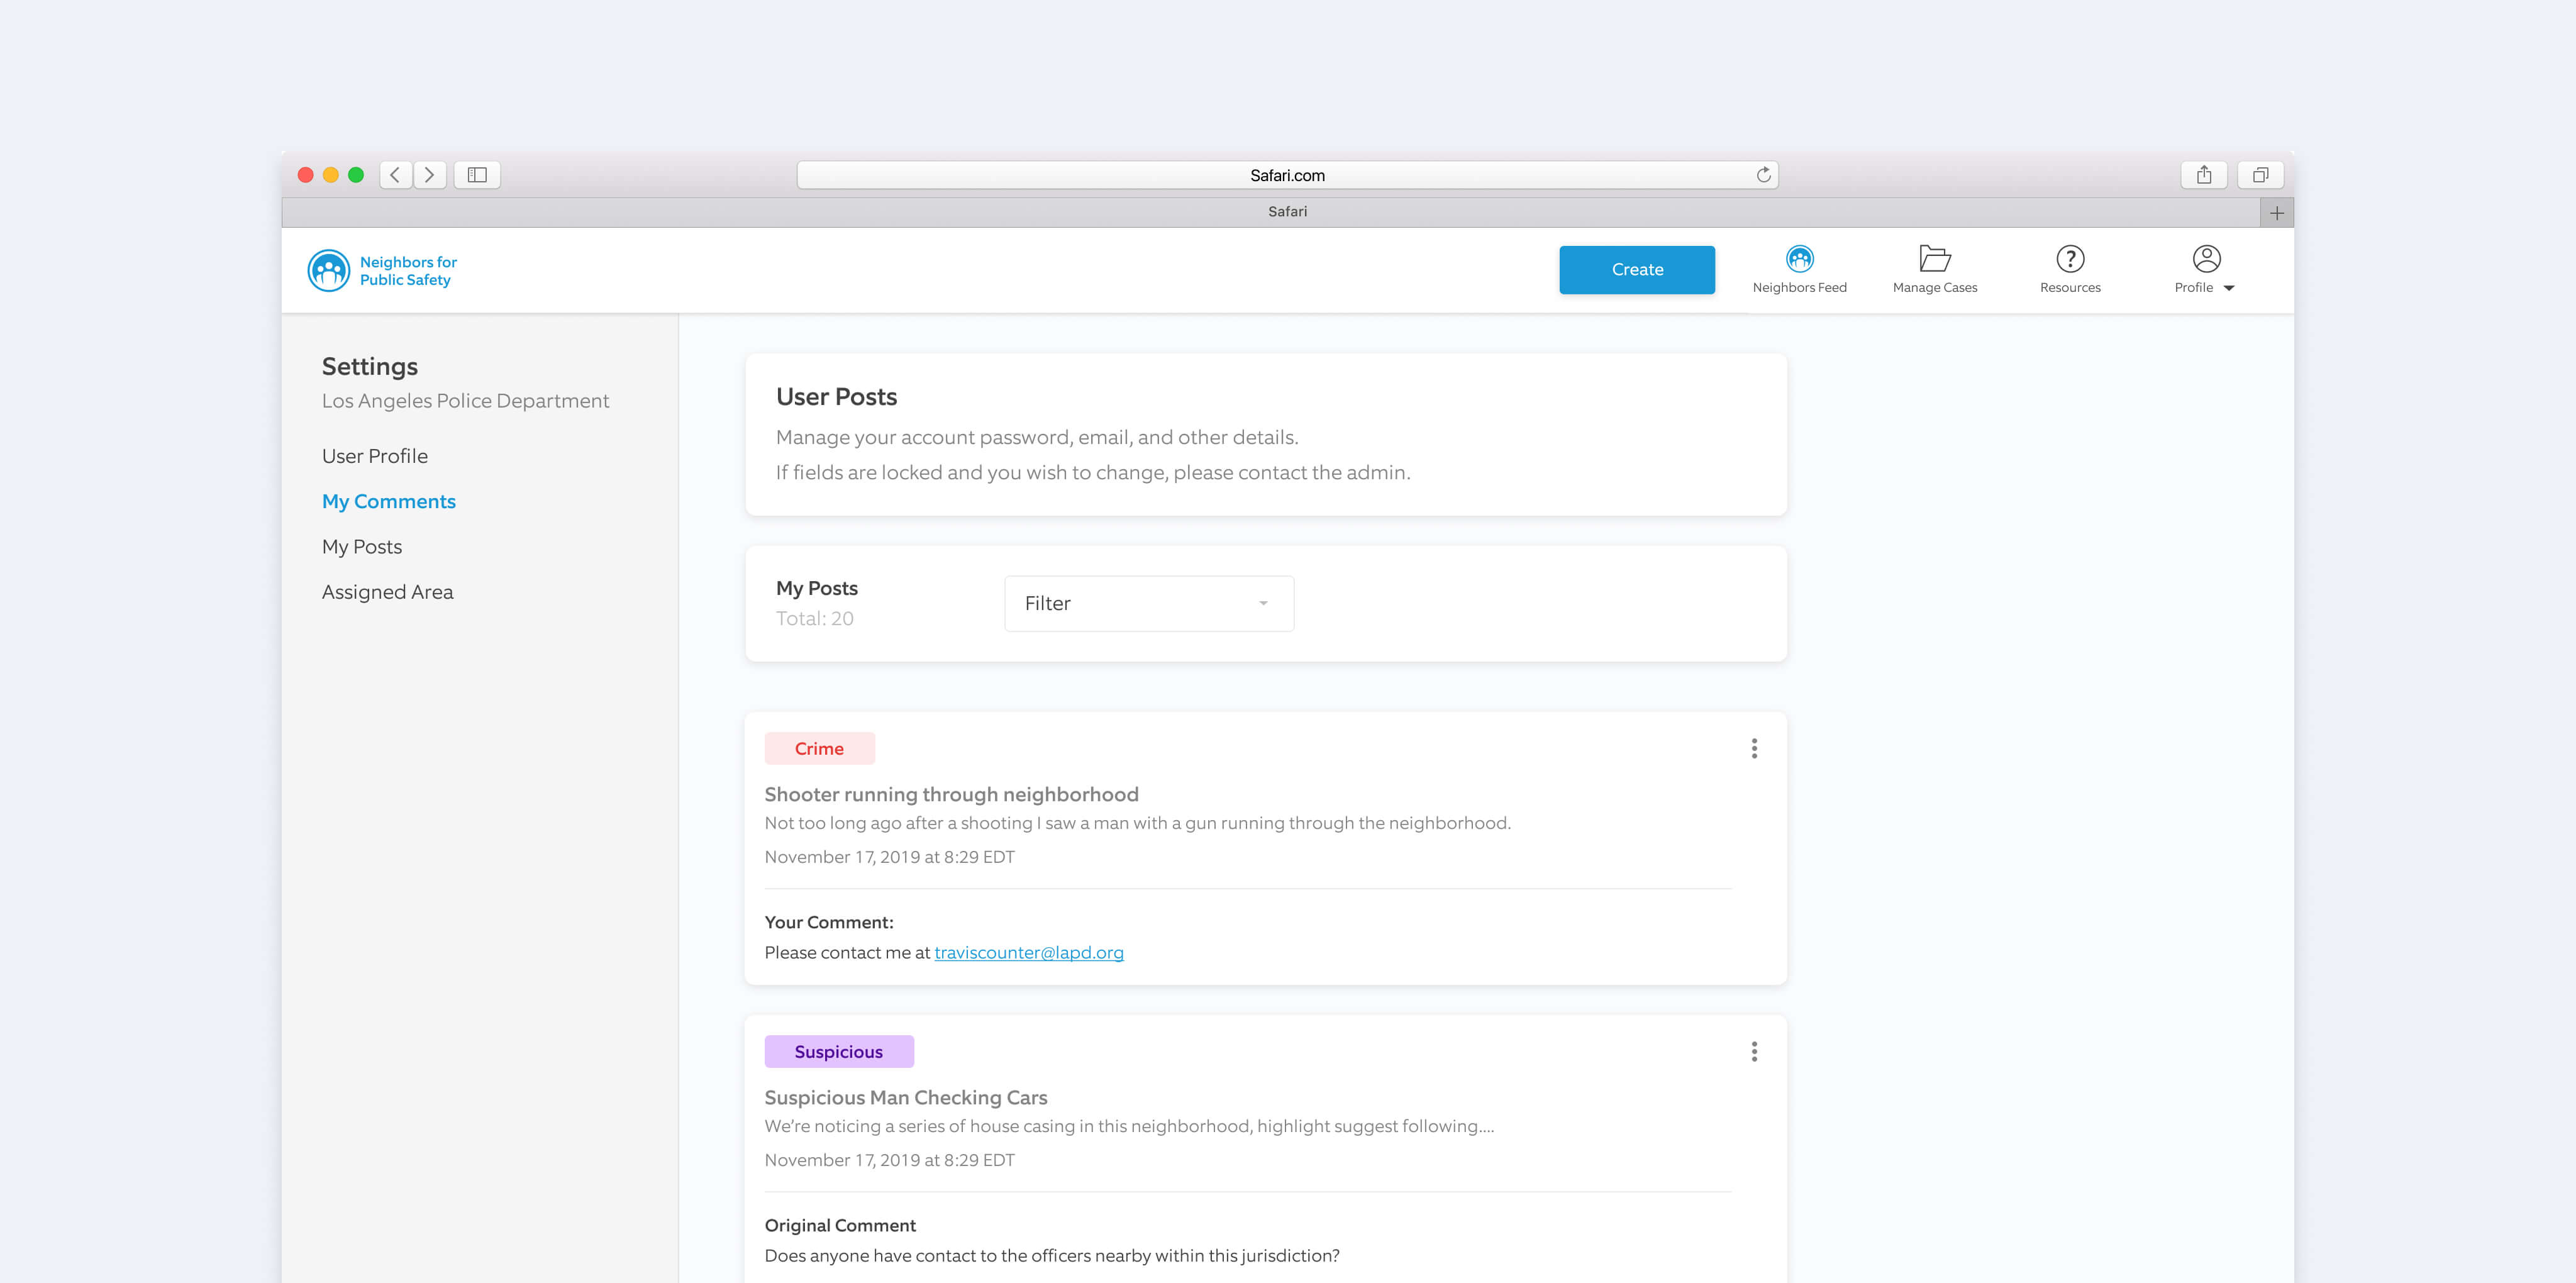 Safari.com
Safari
Neighbors for
Public Safety
Create
Neighbors Feed
Manage Cases
Resources
Profile
Settings
Los Angeles Police Department
User Profile
My Comments
My Posts
Assigned Area
User Posts
Manage your account password, email, and other details.
If fields are locked and you wish to change, please contact the admin.
My Posts
Total: 20
Filter
Crime
Shooter running through neighborhood
Not too long ago after a shooting I saw a man with a gun running through the neighborhood.
November 17, 2019 at 8:29 EDT
Your Comment:
Please contact me at traviscounter@lapd.org
Suspicious
Suspicious Man Checking Cars
We're noticing a series of house casing in this neighborhood, highlight suggest following....
November 17, 2019 at 8:29 EDT
Original Comment
Does anyone have contact to the officers nearby within this jurisdiction?